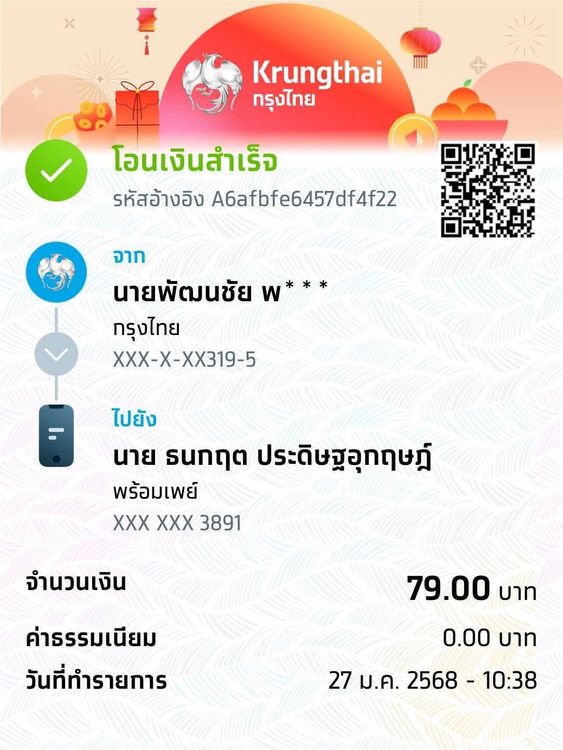 Krungthai
กรุงไทย
โอนเงินสำเร็จ
รหัสอ้างอิง A6afbfe6457df4f22
จาก
นายพัฒนชัย พ***
กรุงไทย
XXX-X-XX319-5
ไปยัง
นาย ธนกฤต ประดิษฐอุกฤษฎ์
พร้อมเพย์
XXX XXX 3891
จำนวนเงิน 79.00 บาท
ค่าธรรมเนียม 0.00 บาท
วันที่ทำรายการ 27 ม.ค. 2568 - 10:38